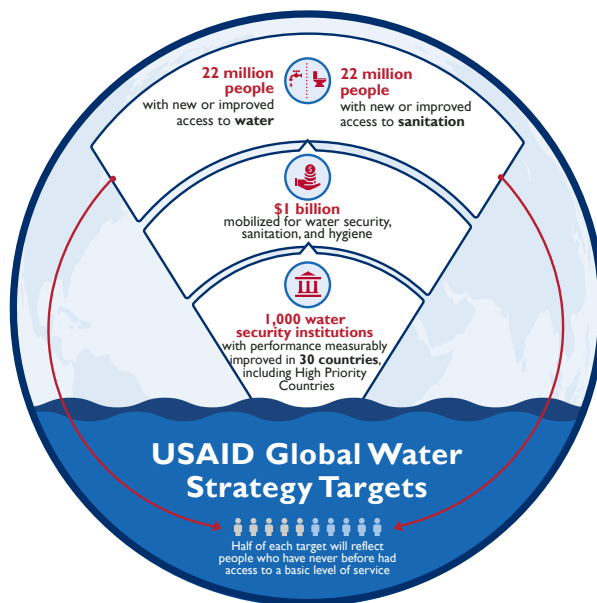 22 million
people
with new or improved
access to water
22 million
people
with new or improved
access to sanitation
$
$1 billion
mobilized for water security,
sanitation, and hygiene
1,000 water
security institutions
with performance measurably
improved in 30 countries,
including High Priority
Countries
USAID Global Water
Strategy Targets
Half of each target will reflect
people who have never before had
access to a basic level of service